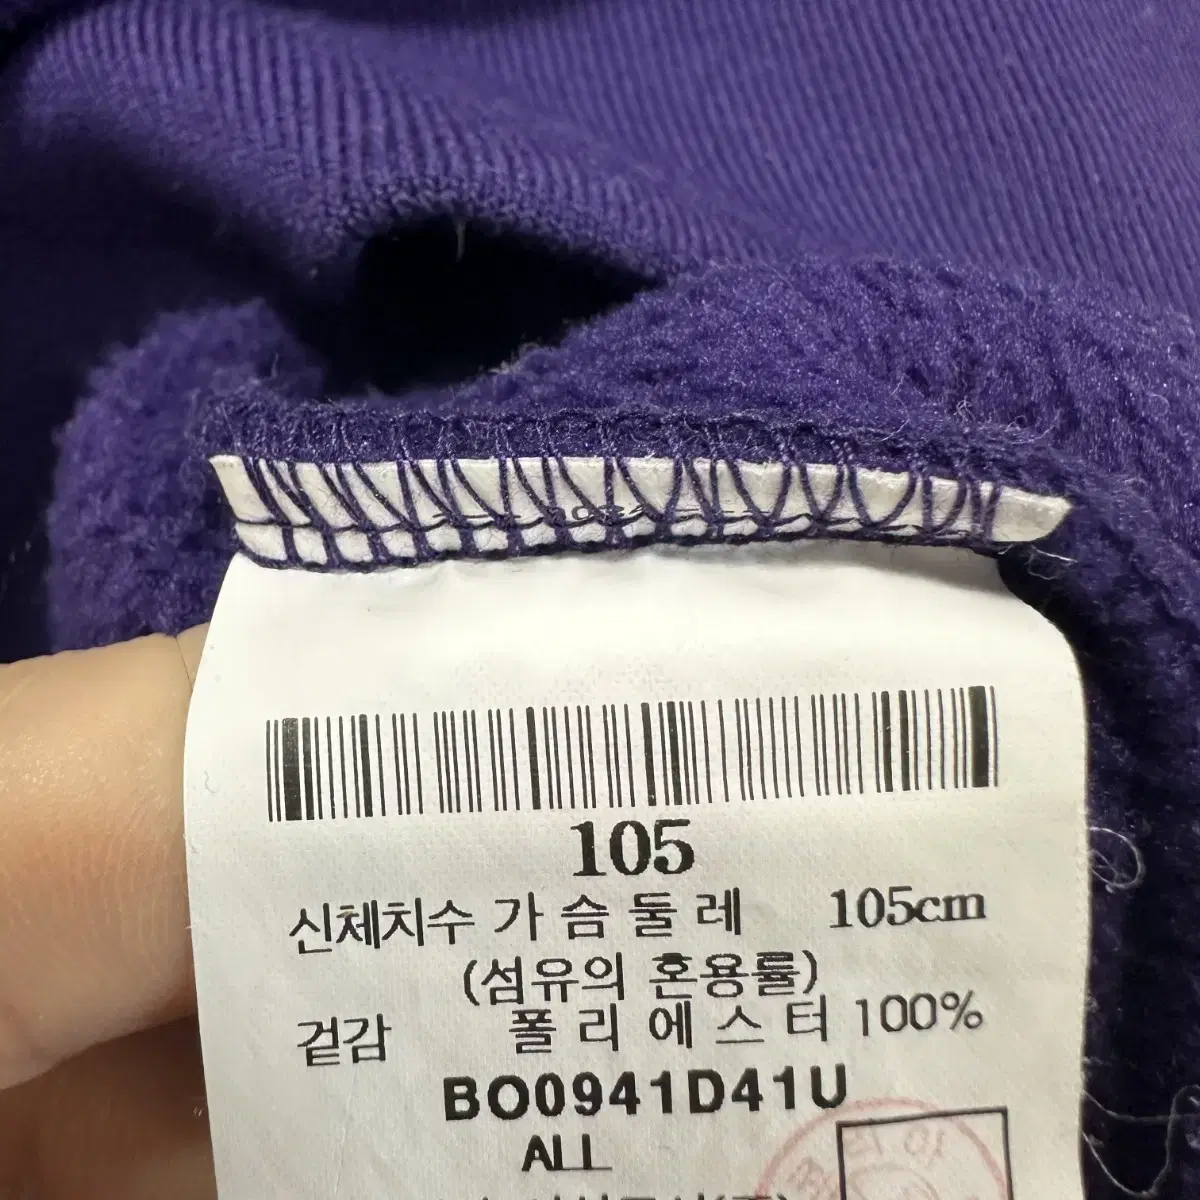 105
신체치수 가슴둘레 105cm
(섬유의 혼용률)
겉감 폴리에스터 100%
BO0941D41U
ALL